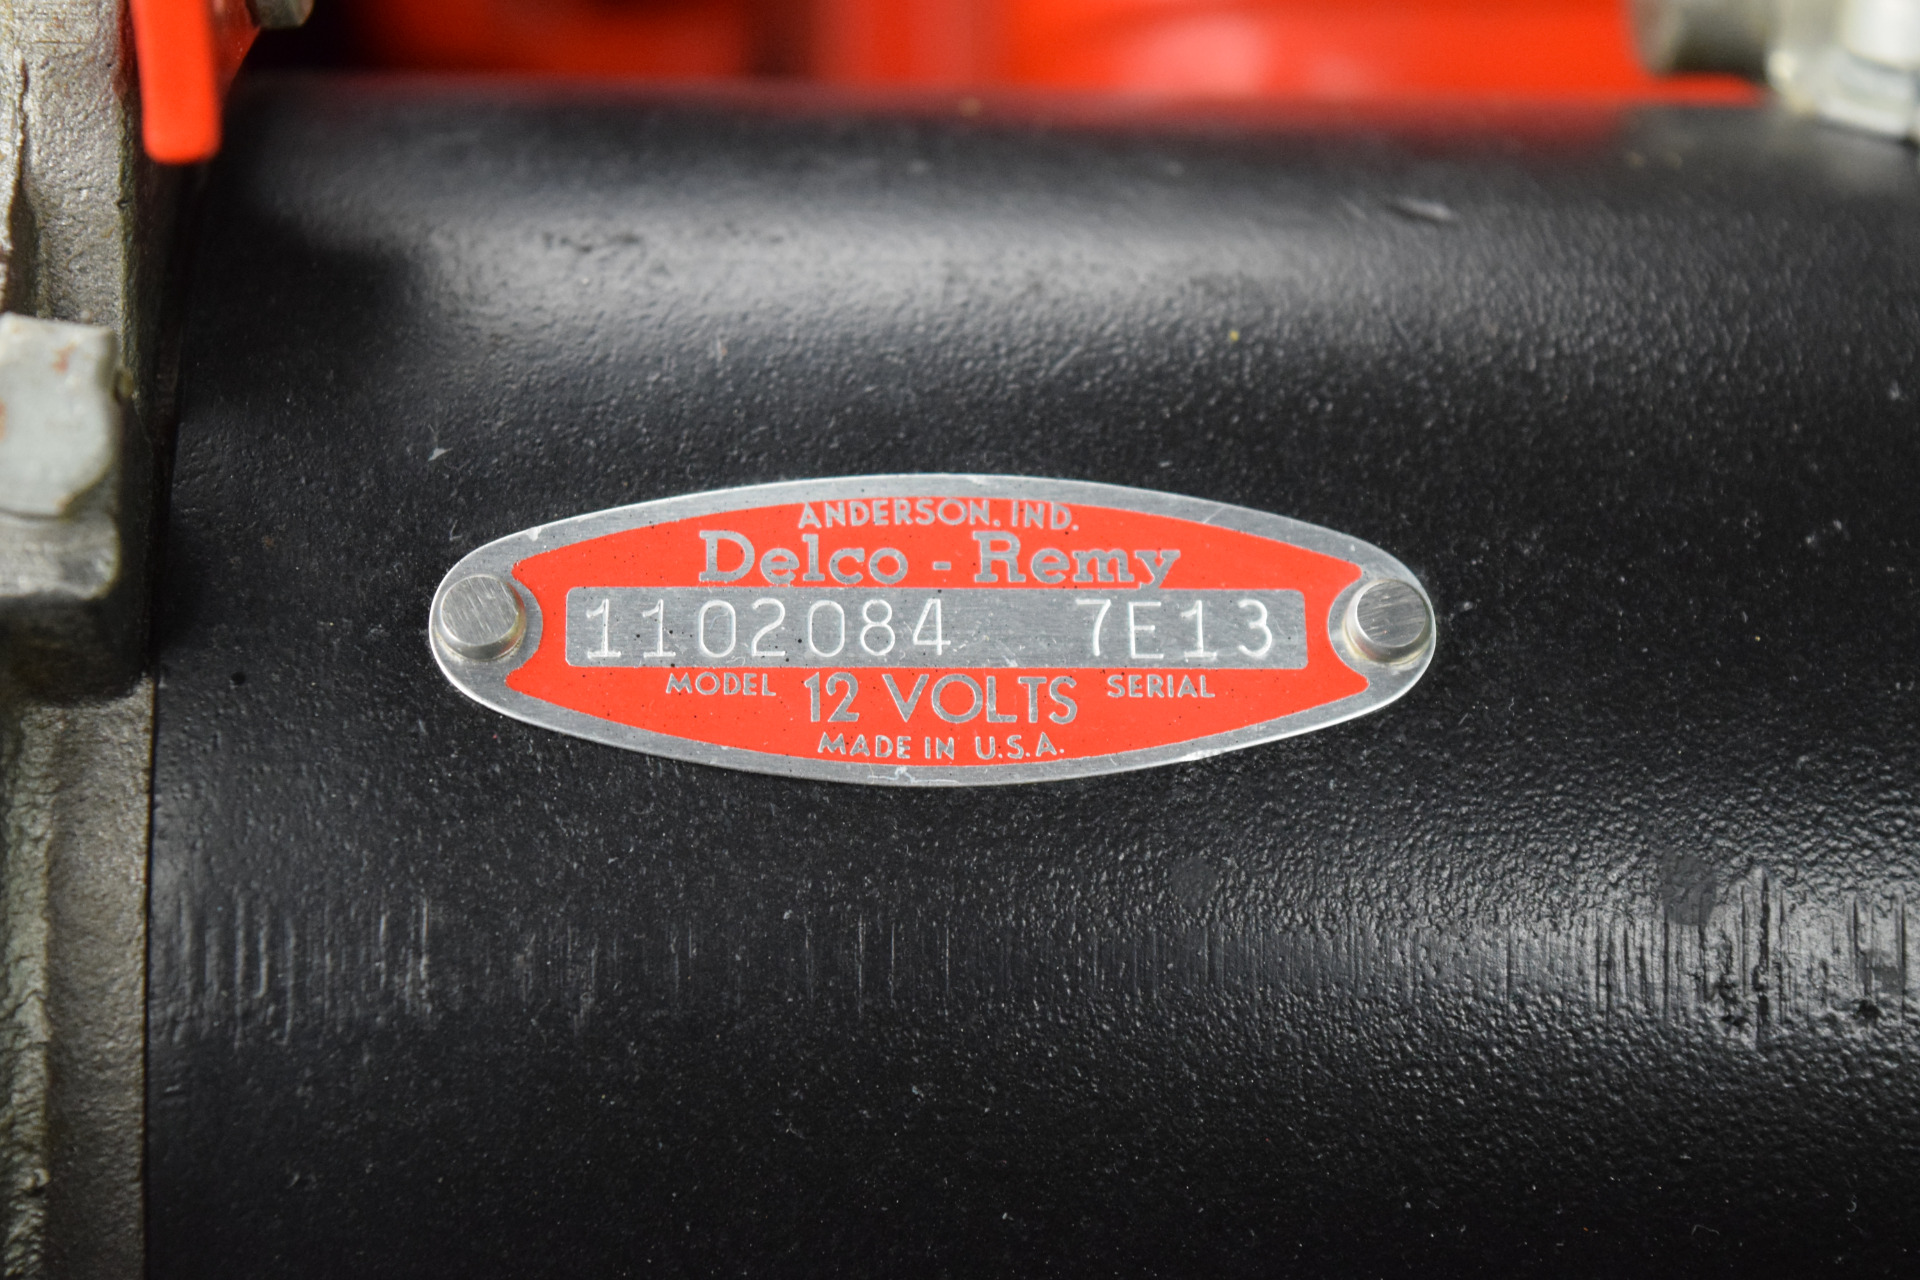 ANDERSON. IND.
Delco - Remy
1102084 7E13
MODEL 12 VOLTS SERIAL
MADE IN U.S.A.